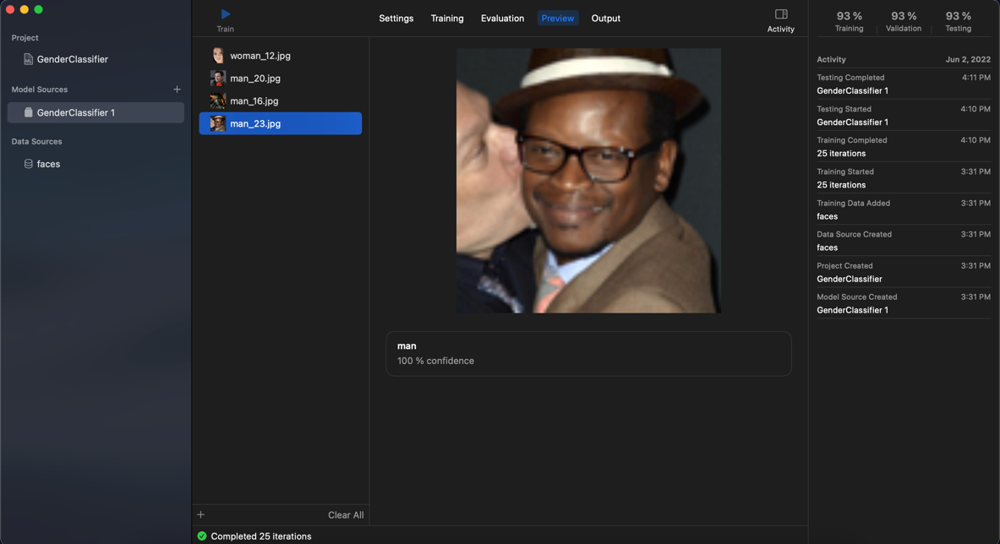 Project
GenderClassifier
Model Sources
GenderClassifier 1
Data Sources
faces
Train
Settings
Training
Evaluation
Preview
Output
Activity
woman_12.jpg
man_20.jpg
man_16.jpg
man_23.jpg
man
100 % confidence
Clear All
Completed 25 iterations
93 %
Training
93 %
Validation
93 %
Testing
Activity Jun 2, 2022
Testing Completed 4:11 PM
GenderClassifier 1
Testing Started 4:10 PM
GenderClassifier 1
Training Completed 4:10 PM
25 iterations
Training Started 3:31 PM
25 iterations
Training Data Added 3:31 PM
faces
Data Source Created 3:31 PM
faces
Project Created 3:31 PM
GenderClassifier
Model Source Created 3:31 PM
GenderClassifier 1